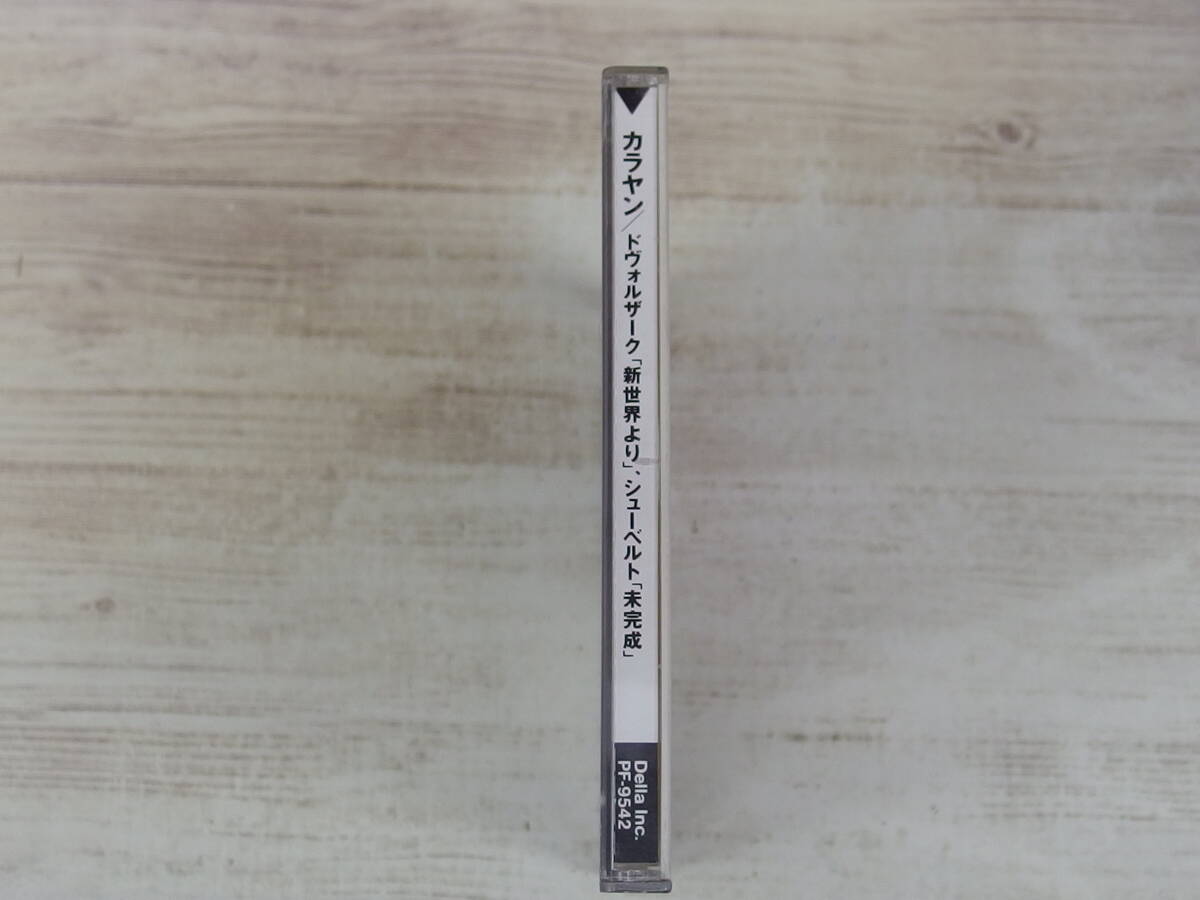 カラヤン/ドヴォルザーク「新世界より」、シューベルト「未完成」
Della Inc.
PF-9542